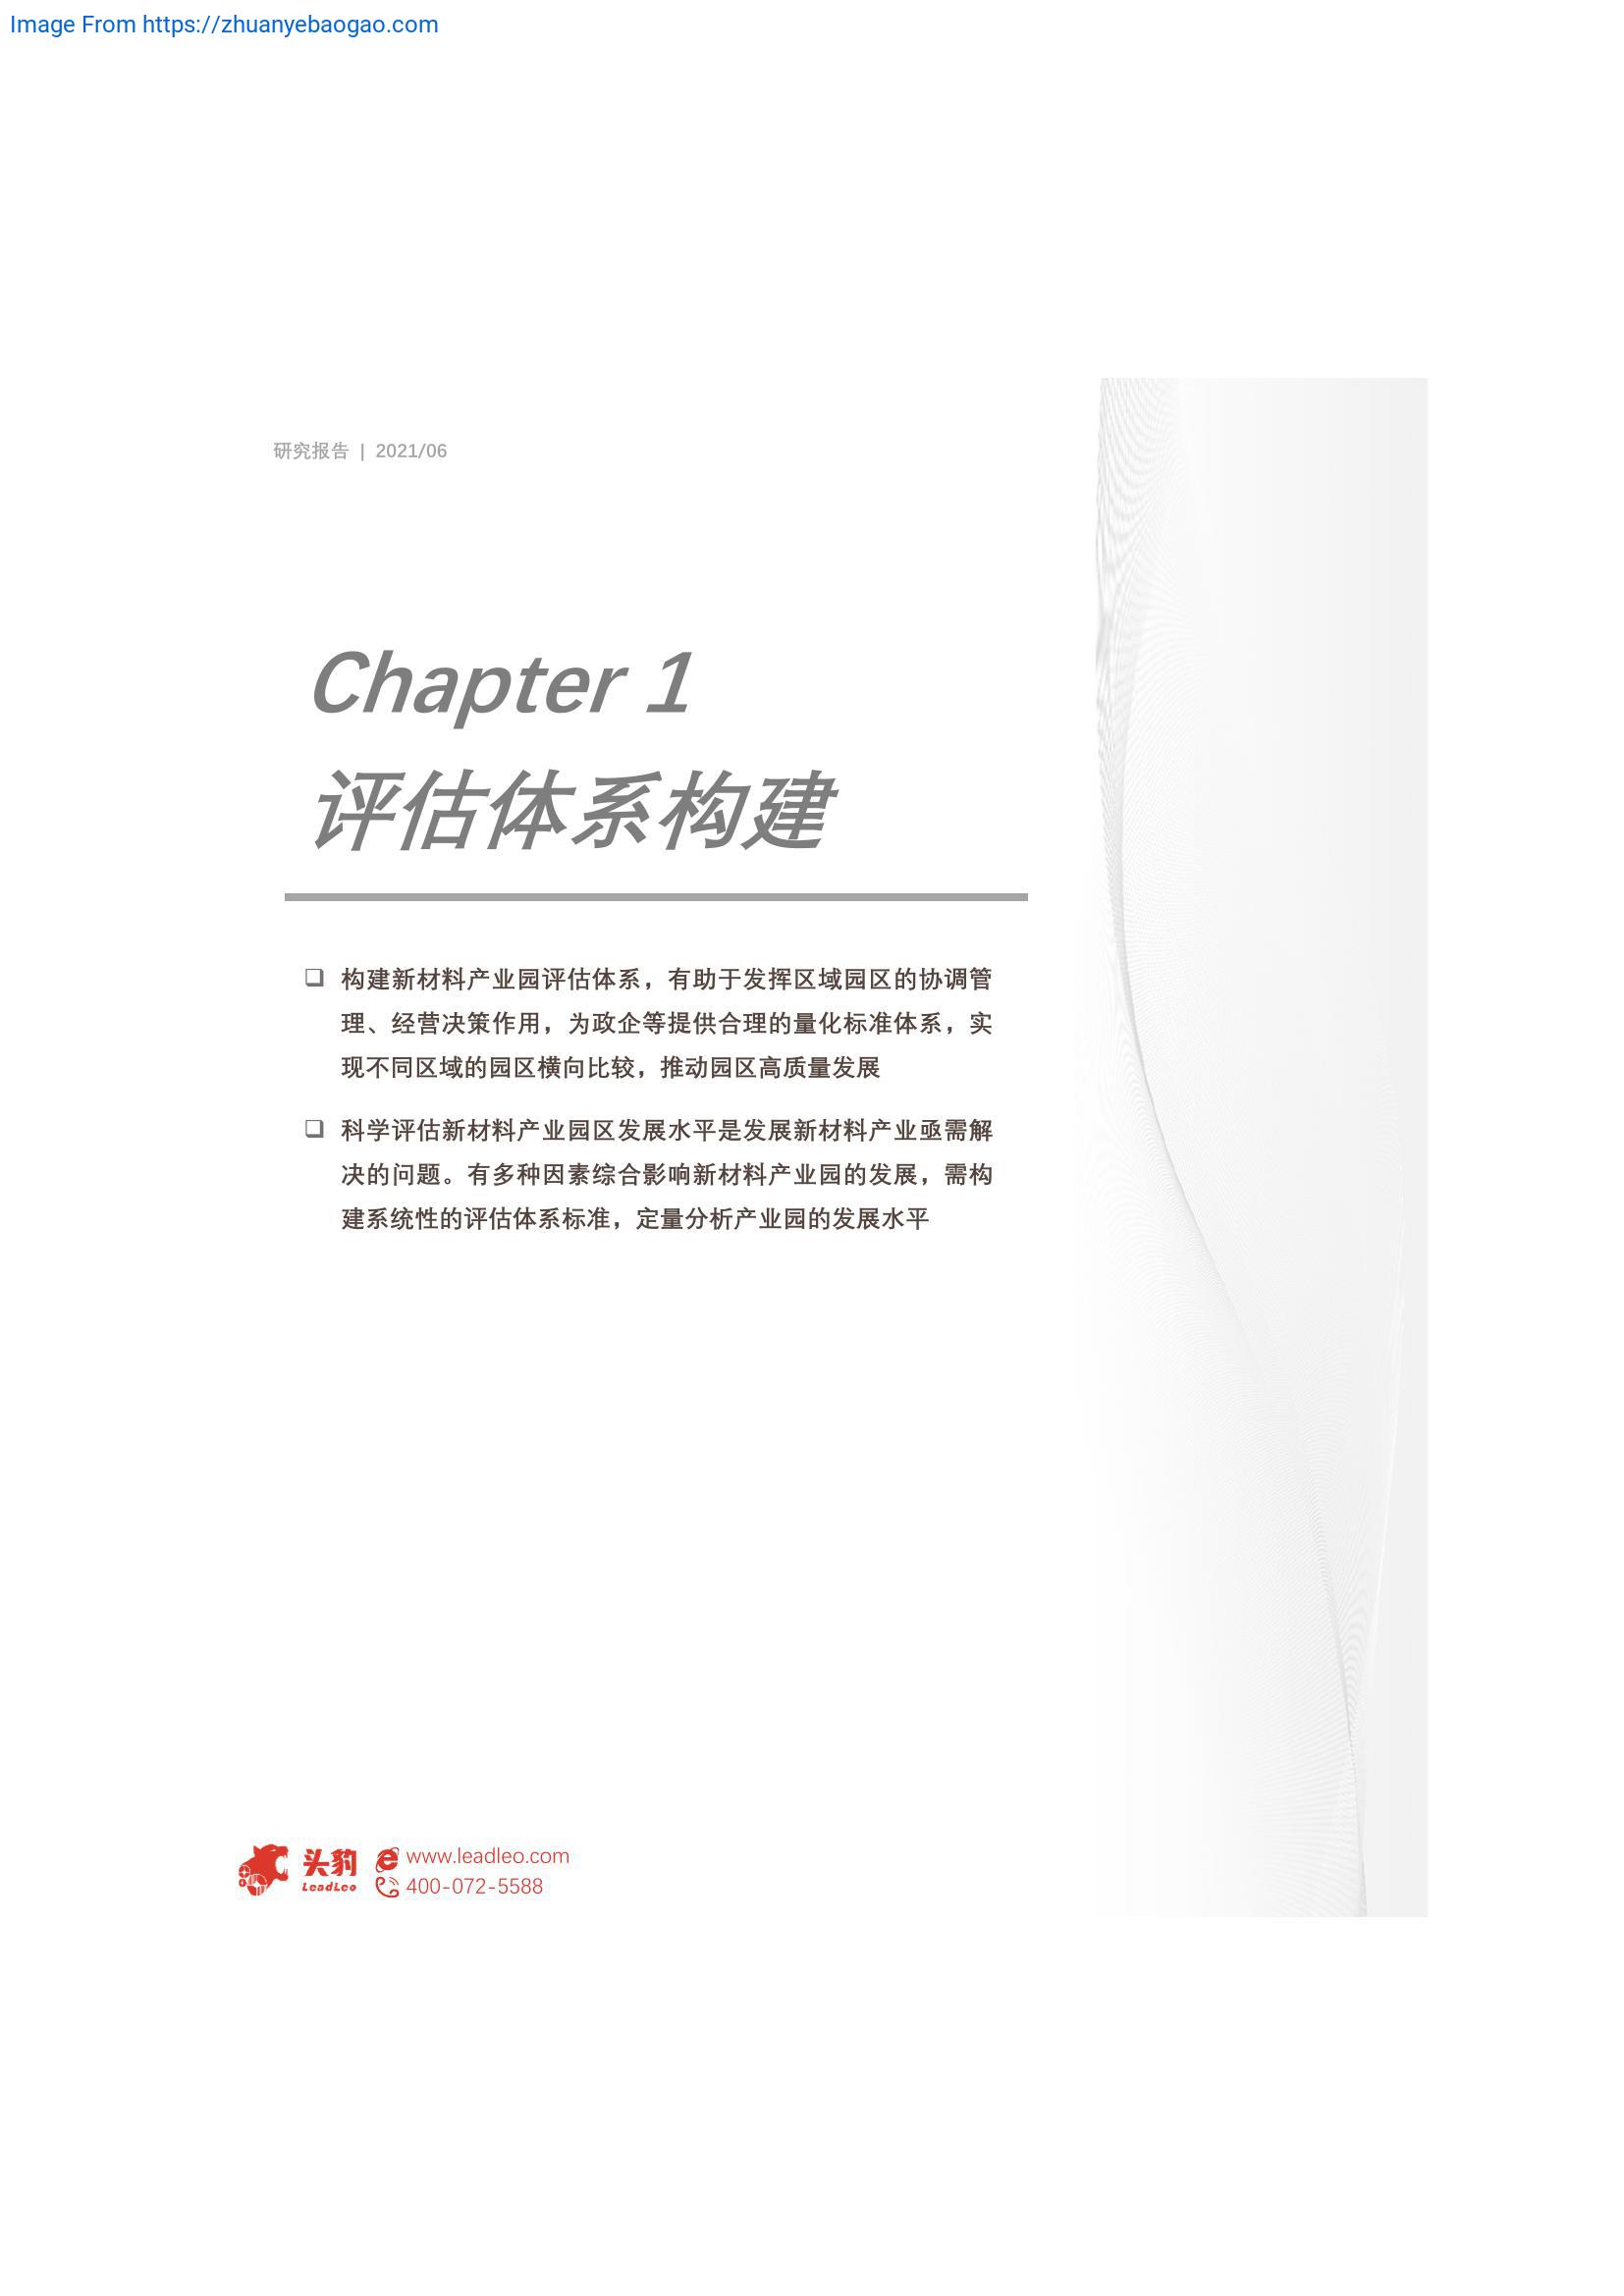 Image From https://zhuanyebaogao.com
研究报告 | 2021/06
Chapter 1
评估体系构建
❑ 构建新材料产业园评估体系，有助于发挥区域园区的协调管
理、经营决策作用，为政企等提供合理的量化标准体系，实
现不同区域的园区横向比较，推动园区高质量发展
❑ 科学评估新材料产业园区发展水平是发展新材料产业亟需解
决的问题。有多种因素综合影响新材料产业园的发展，需构
建系统性的评估体系标准，定量分析产业园的发展水平
头豹
LeadLeo
www.leadleo.com
400-072-5588